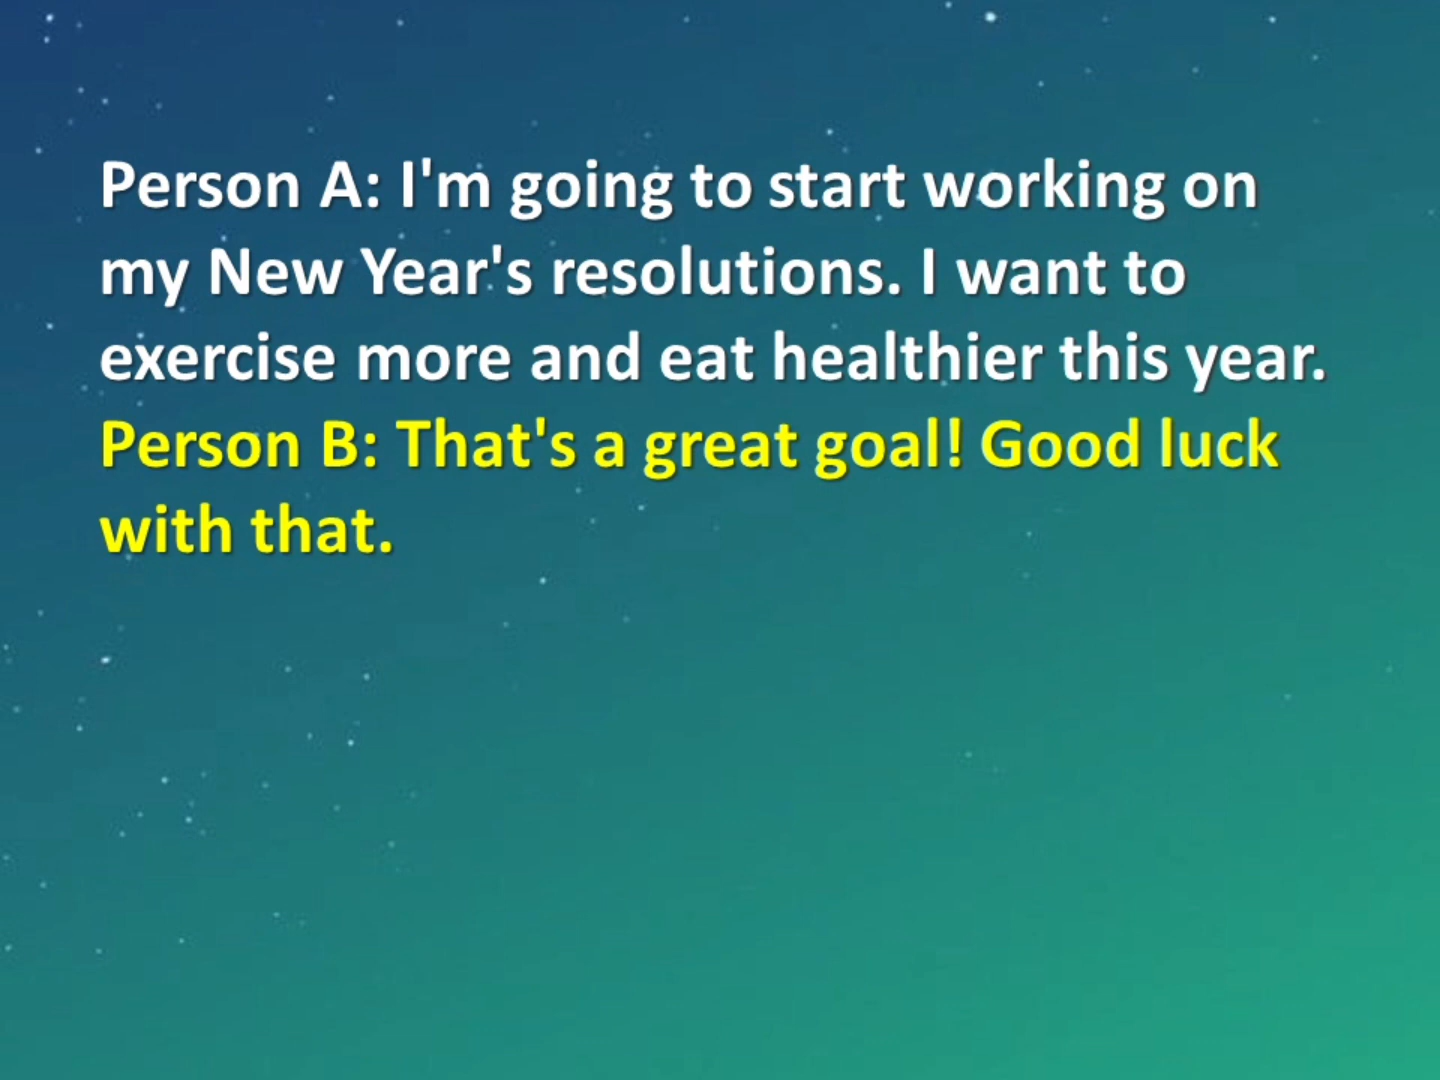 Person A: I'm going to start working on
my New Year's resolutions. I want to
exercise more and eat healthier this year.
Person B: That's a great goal! Good luck
with that.